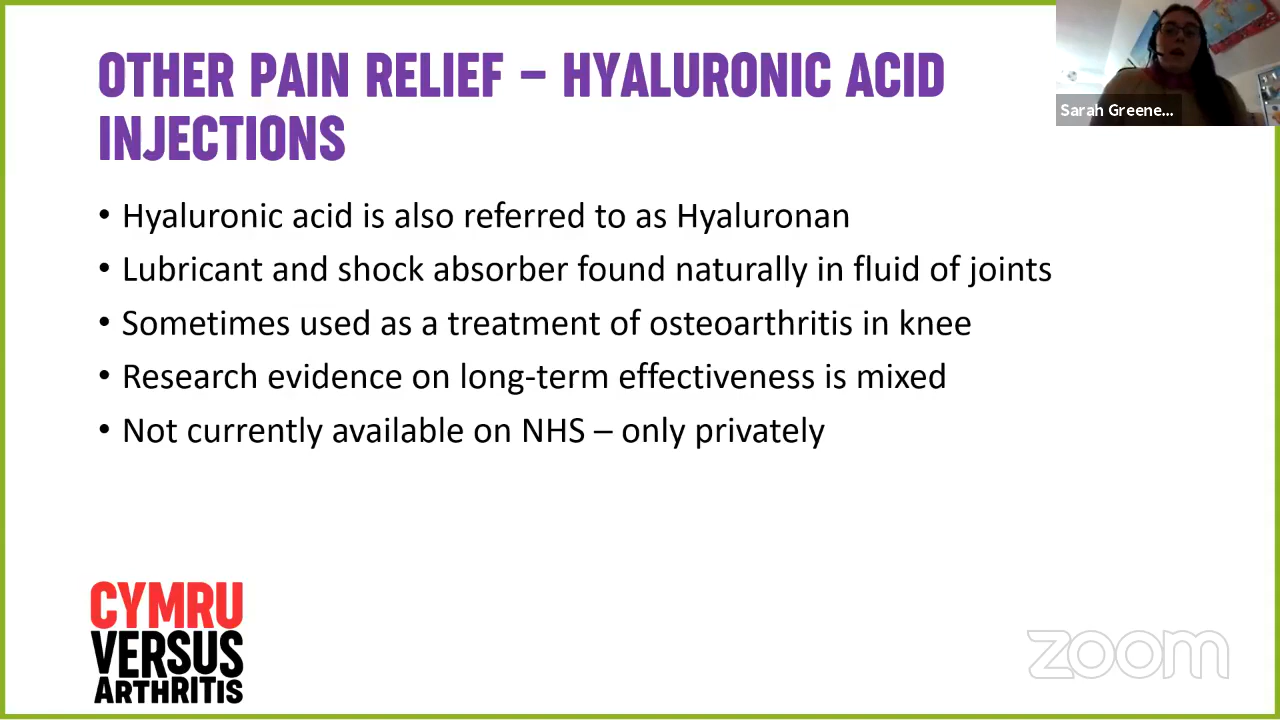 OTHER PAIN RELIEF – HYALURONIC ACID
INJECTIONS
Sarah Greene...
• Hyaluronic acid is also referred to as Hyaluronan
• Lubricant and shock absorber found naturally in fluid of joints
• Sometimes used as a treatment of osteoarthritis in knee
• Research evidence on long-term effectiveness is mixed
• Not currently available on NHS – only privately
CYMRU
VERSUS
ARTHRITIS
zoom